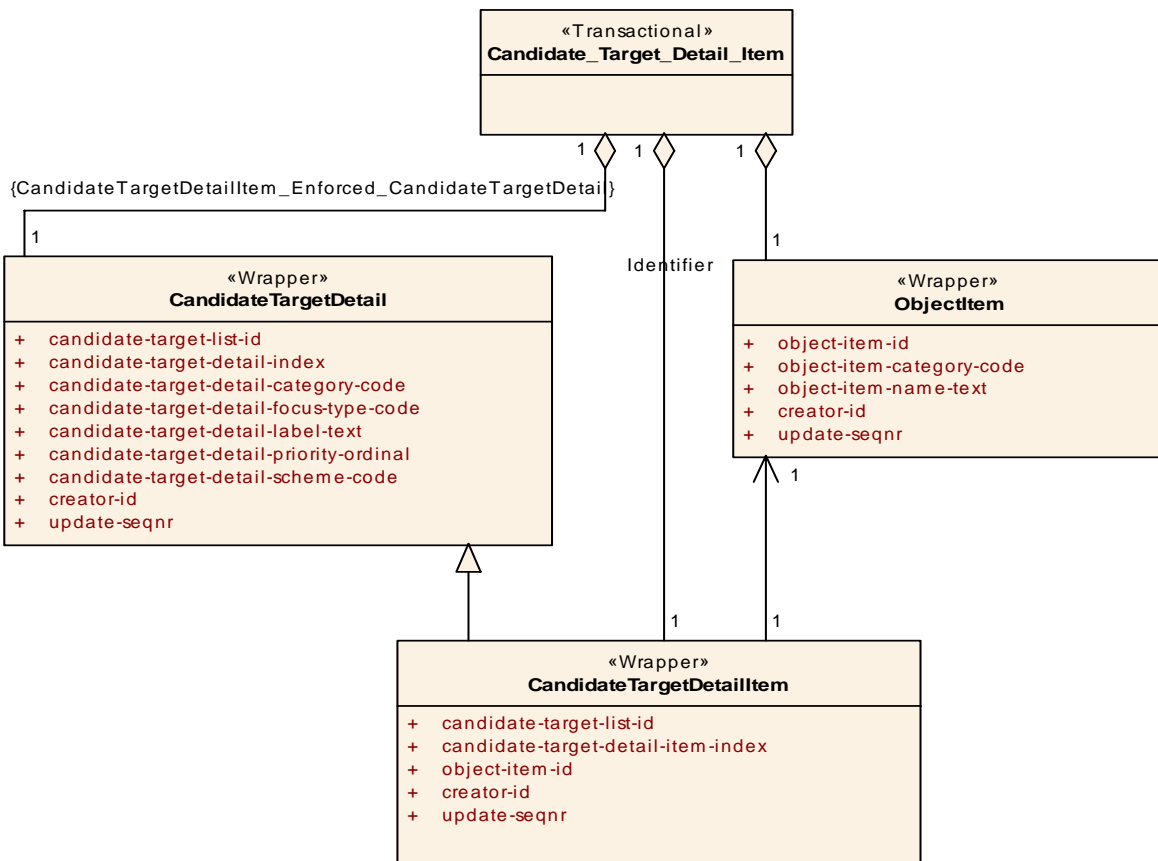 «Transactional»
Candidate_Target_Detail_Item
1
1
1
{CandidateTargetDetailItem_Enforced_CandidateTargetDetail}
1
1
Identifier
«Wrapper»
CandidateTargetDetail
+ candidate-target-list-id
+ candidate-target-detail-index
+ candidate-target-detail-category-code
+ candidate-target-detail-focus-type-code
+ candidate-target-detail-label-text
+ candidate-target-detail-priority-ordinal
+ candidate-target-detail-scheme-code
+ creator-id
+ update-seqnr
«Wrapper»
ObjectItem
+ object-item-id
+ object-item-category-code
+ object-item-name-text
+ creator-id
+ update-seqnr
1
1
1
«Wrapper»
CandidateTargetDetailItem
+ candidate-target-list-id
+ candidate-target-detail-item-index
+ object-item-id
+ creator-id
+ update-seqnr